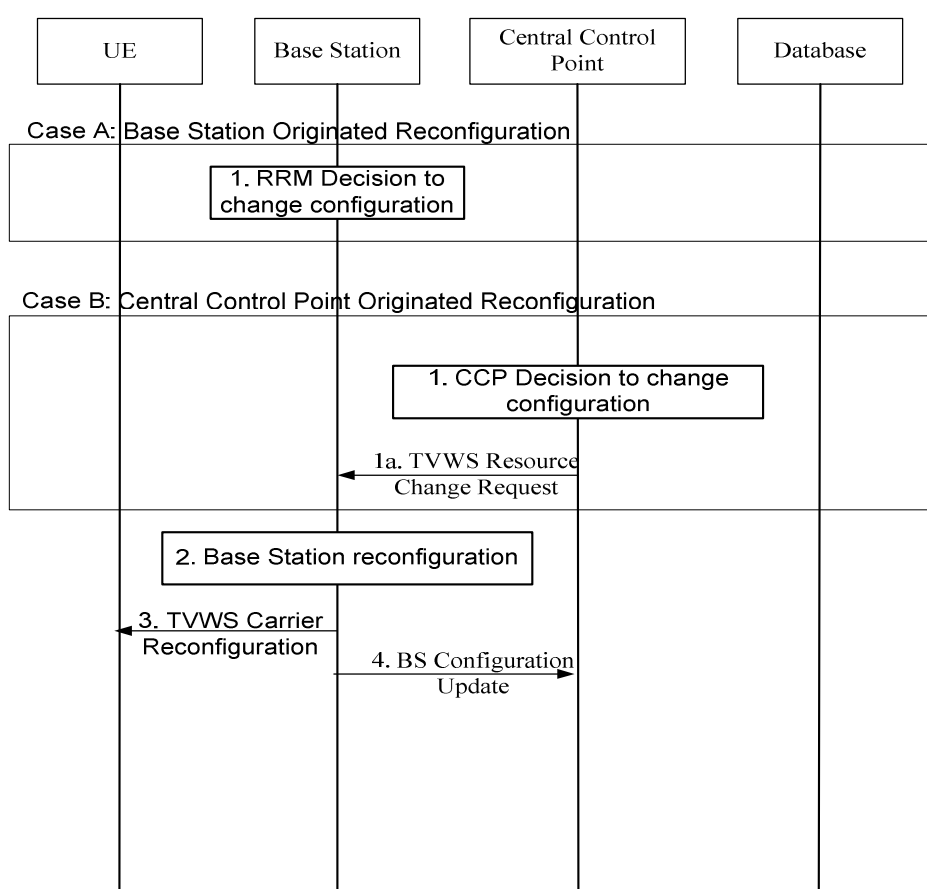 UE
Base Station
Central Control
Point
Database
Case A: Base Station Originated Reconfiguration
1. RRM Decision to
change configuration
Case B: Central Control Point Originated Reconfiguration
1. CCP Decision to change
configuration
1a. TVWS Resource
Change Request
2. Base Station reconfiguration
3. TVWS Carrier
Reconfiguration
4. BS Configuration
Update